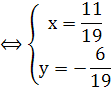 ⇔ { x = 11/19
y = − 6/19